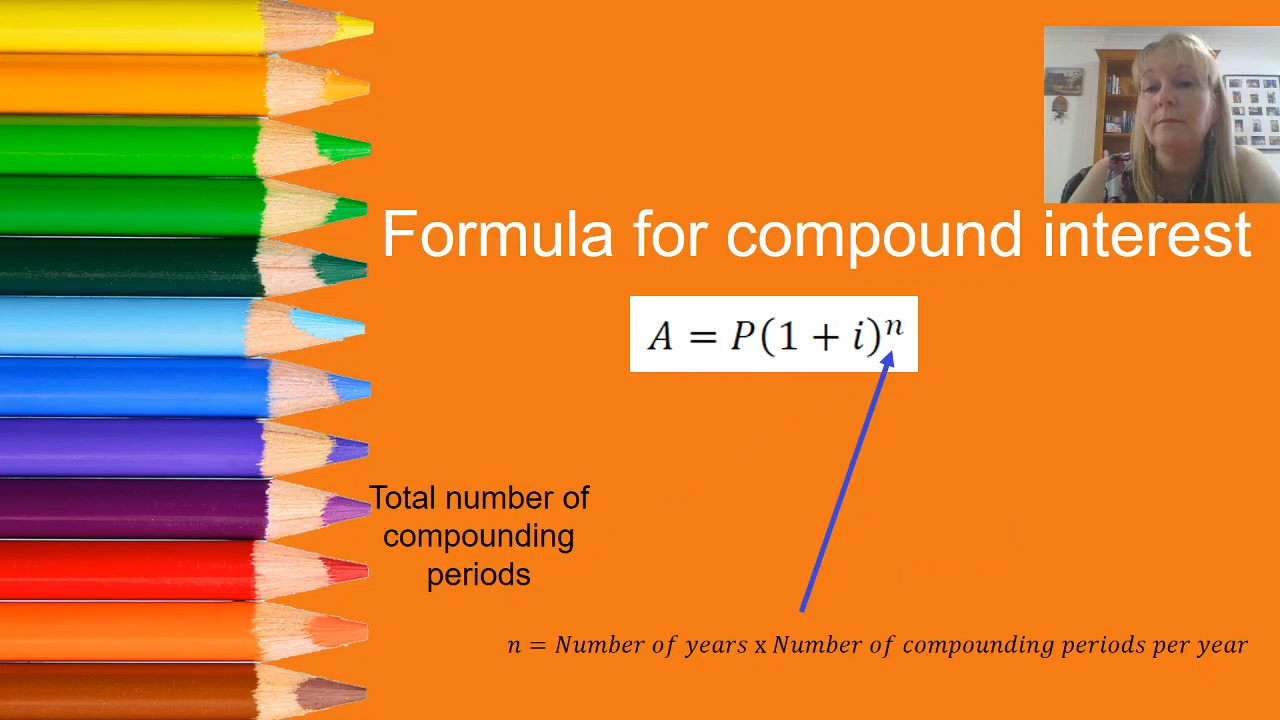 Formula for compound interest
A = P(1 + i)ⁿ
Total number of
compounding
periods
n = Number of years x Number of compounding periods per year